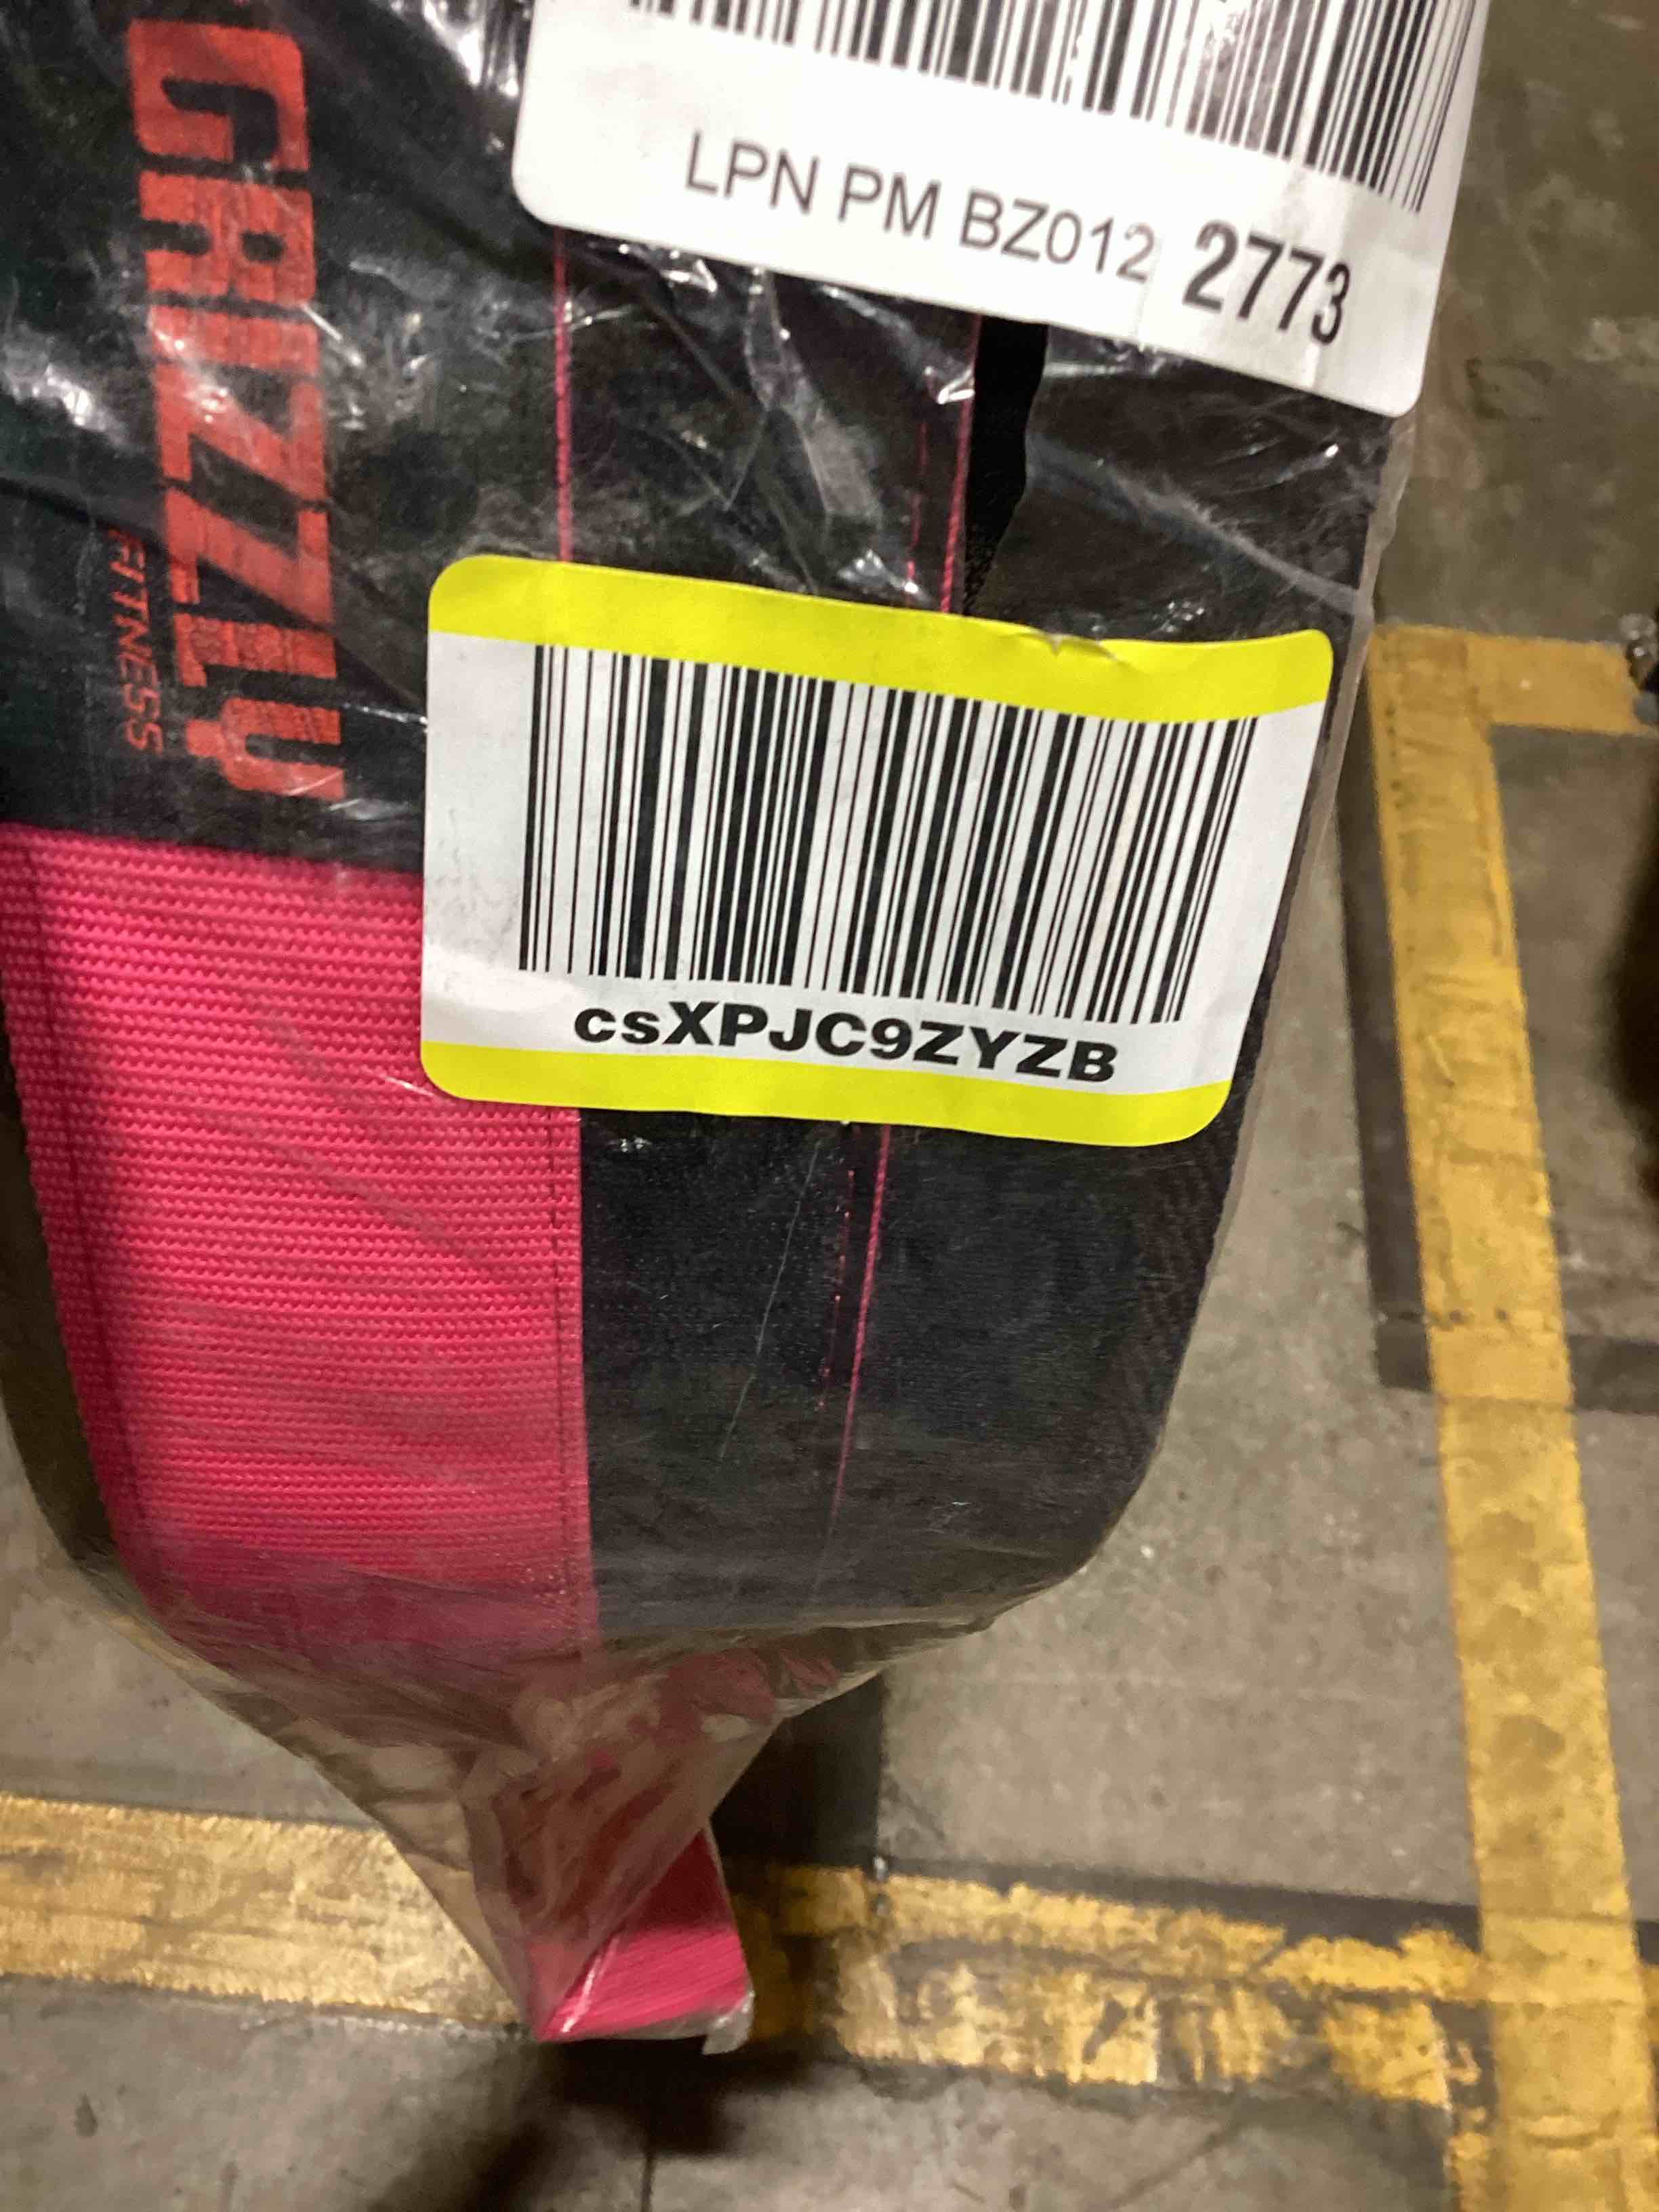 LPN PM BZ012 2773
GRIZZLY
FITNESS
csXPJC9ZYZB